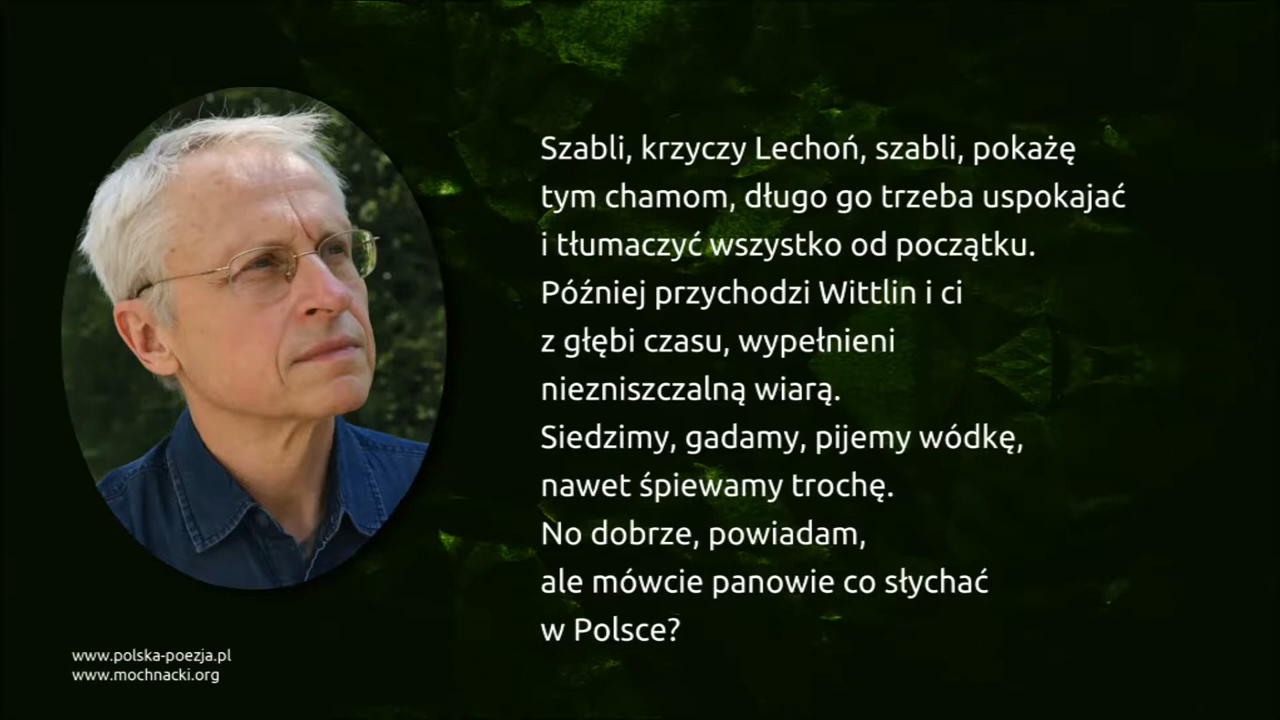 Szabli, krzyczy Lechoń, szabli, pokażę
tym chamom, długo go trzeba uspokajać
i tłumaczyć wszystko od początku.
Później przychodzi Wittlin i ci
z głębi czasu, wypełnieni
niezniszczalną wiarą.
Siedzimy, gadamy, pijemy wódkę,
nawet śpiewamy trochę.
No dobrze, powiadam,
ale mówcie panowie co słychać
w Polsce?
www.polska-poezja.pl
www.mochnacki.org